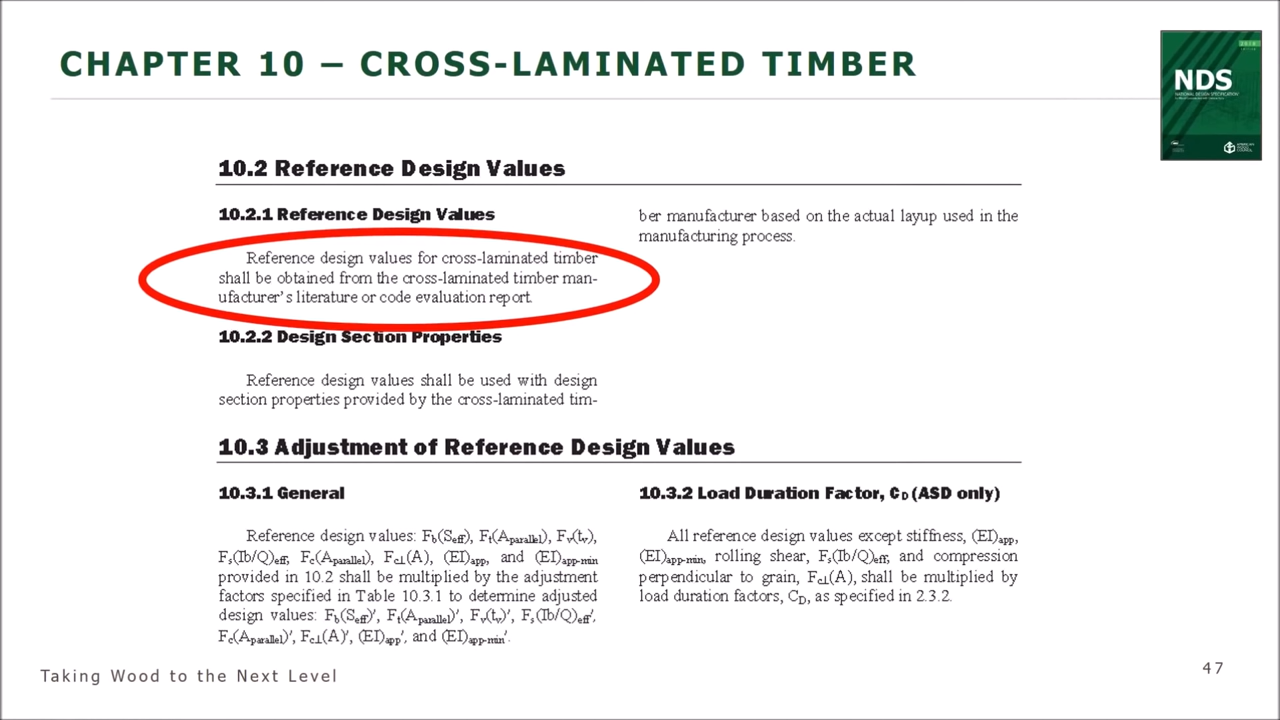 CHAPTER 10 – CROSS-LAMINATED TIMBER
2018
NDS
NATIONAL DESIGN SPECIFICATION
AMERICAN
WOOD
COUNCIL
10.2 Reference Design Values
10.2.1 Reference Design Values
Reference design values for cross-laminated timber
shall be obtained from the cross-laminated timber man-
ufacturer's literature or code evaluation report.
10.2.2 Design Section Properties
Reference design values shall be used with design
section properties provided by the cross-laminated tim-
ber manufacturer based on the actual layup used in the
manufacturing process.
10.3 Adjustment of Reference Design Values
10.3.1 General
Reference design values: Fb(Seff), Ft(Aparallel), Fv(tv),
Fs(Ib/Q)eff, Fc(Aparallel), Fc⊥(A), (EI)app, and (EI)app-min
provided in 10.2 shall be multiplied by the adjustment
factors specified in Table 10.3.1 to determine adjusted
design values: Fb(Seff)′, Ft(Aparallel)′, Fv(tv)′, Fs(Ib/Q)eff′,
Fc(Aparallel)′, Fc⊥(A)′, (EI)app′, and (EI)app-min′.
10.3.2 Load Duration Factor, CD (ASD only)
All reference design values except stiffness, (EI)app,
(EI)app-min, rolling shear, Fs(Ib/Q)eff, and compression
perpendicular to grain, Fc⊥(A), shall be multiplied by
load duration factors, CD, as specified in 2.3.2.
Taking Wood to the Next Level
47